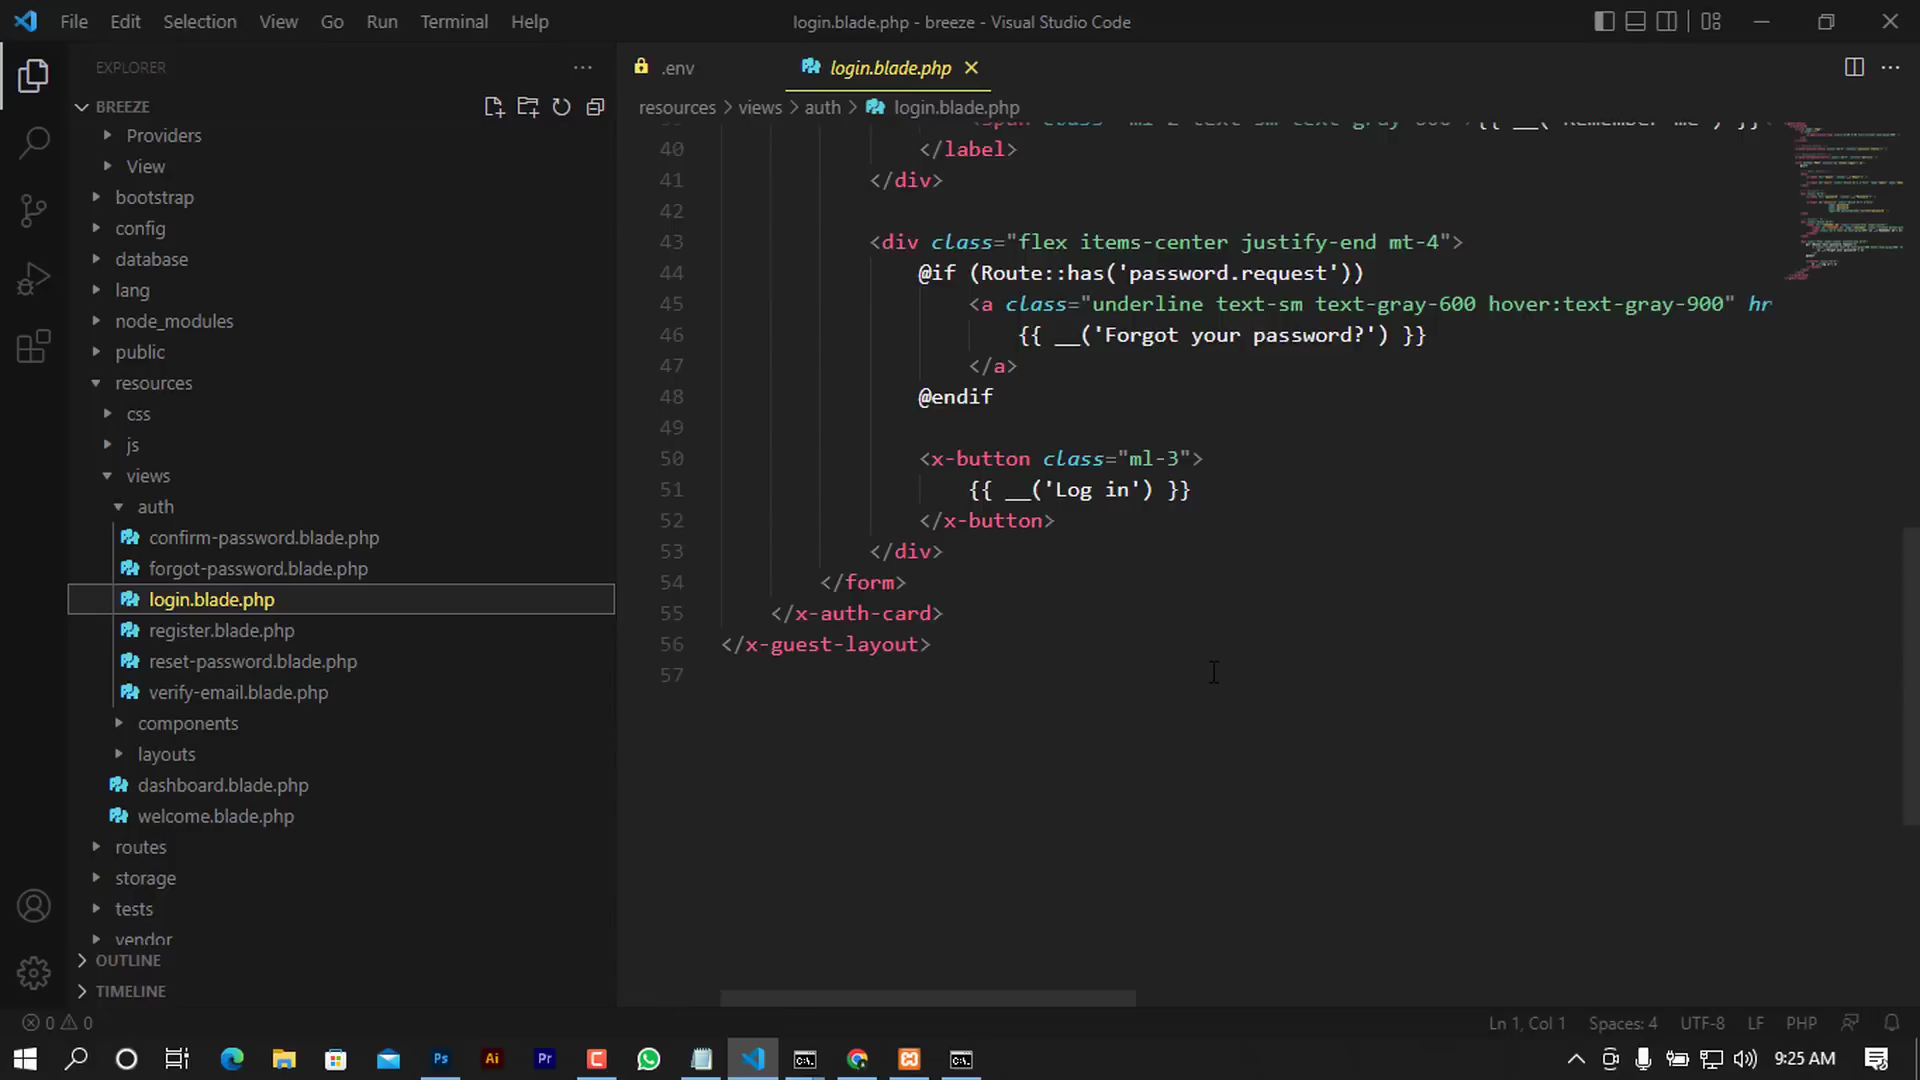 File Edit Selection View Go Run Terminal Help
login.blade.php - breeze - Visual Studio Code
EXPLORER
BREEZE
Providers
View
bootstrap
config
database
lang
node_modules
public
resources
css
js
views
auth
confirm-password.blade.php
forgot-password.blade.php
login.blade.php
register.blade.php
reset-password.blade.php
verify-email.blade.php
components
layouts
dashboard.blade.php
welcome.blade.php
routes
storage
tests
vendor
OUTLINE
TIMELINE
.env
login.blade.php
resources > views > auth > login.blade.php
40 </label>
41 </div>
42
43 <div class="flex items-center justify-end mt-4">
44 @if (Route::has('password.request'))
45 <a class="underline text-sm text-gray-600 hover:text-gray-900" hr
46 {{ __('Forgot your password?') }}
47 </a>
48 @endif
49
50 <x-button class="ml-3">
51 {{ __('Log in') }}
52 </x-button>
53 </div>
54 </form>
55 </x-auth-card>
56 </x-guest-layout>
57
0 0
Ln 1, Col 1 Spaces: 4 UTF-8 LF PHP
Ps Ai Pr
9:25 AM